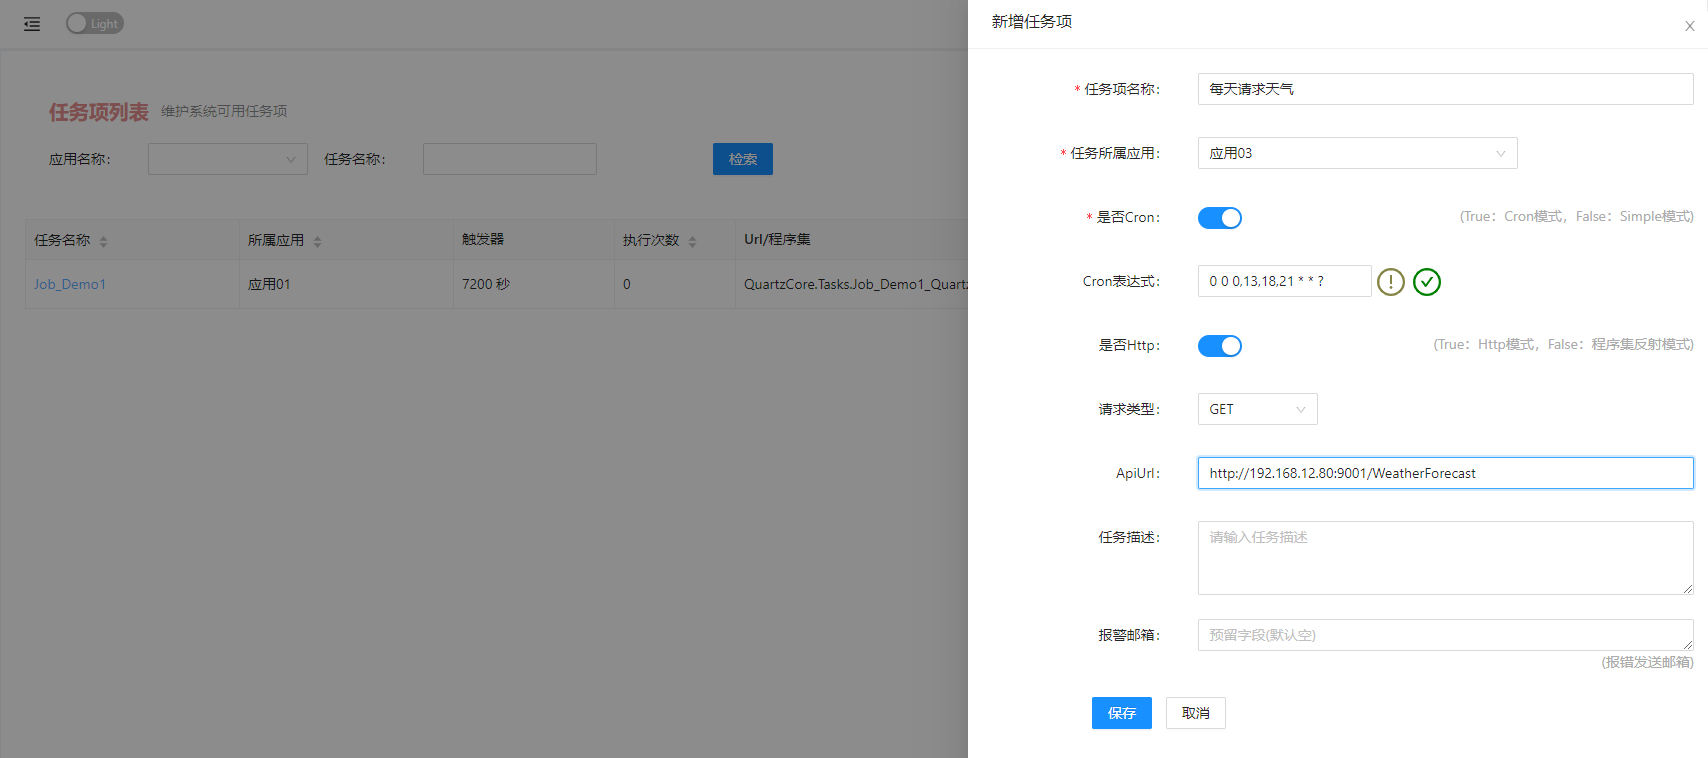 Light
任务项列表 维护系统可用任务项
应用名称： 任务名称： 检索
任务名称 所属应用 触发器 执行次数 Url/程序集
Job_Demo1 应用01 7200 秒 0 QuartzCore.Tasks.Job_Demo1_Quartz
新增任务项
* 任务项名称： 每天请求天气
* 任务所属应用： 应用03
* 是否Cron： (True：Cron模式，False：Simple模式)
Cron表达式： 0 0 0,13,18,21 * * ?
是否Http： (True：Http模式，False：程序集反射模式)
请求类型： GET
ApiUrl： http://192.168.12.80:9001/WeatherForecast
任务描述： 请输入任务描述
报警邮箱： 预留字段(默认空)
(报错发送邮箱)
保存 取消